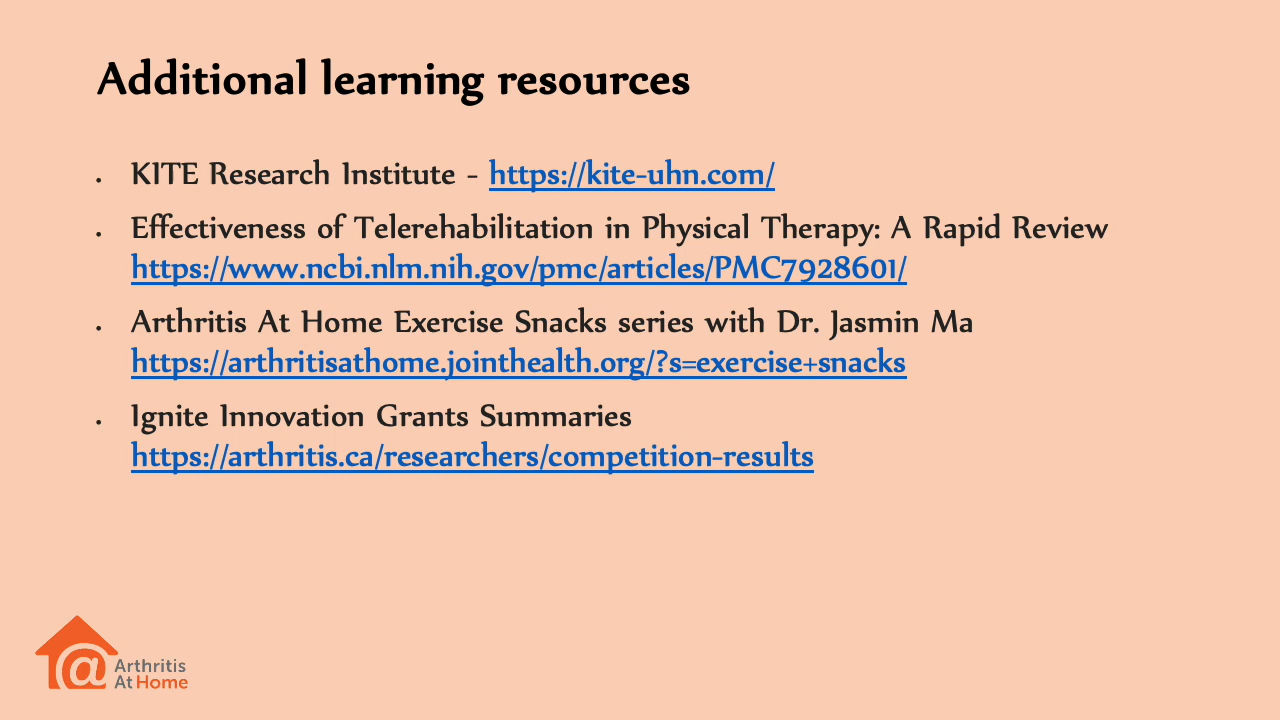 Additional learning resources
• KITE Research Institute - https://kite-uhn.com/
• Effectiveness of Telerehabilitation in Physical Therapy: A Rapid Review
https://www.ncbi.nlm.nih.gov/pmc/articles/PMC7928601/
• Arthritis At Home Exercise Snacks series with Dr. Jasmin Ma
https://arthritisathome.jointhealth.org/?s=exercise+snacks
• Ignite Innovation Grants Summaries
https://arthritis.ca/researchers/competition-results
@ Arthritis
At Home